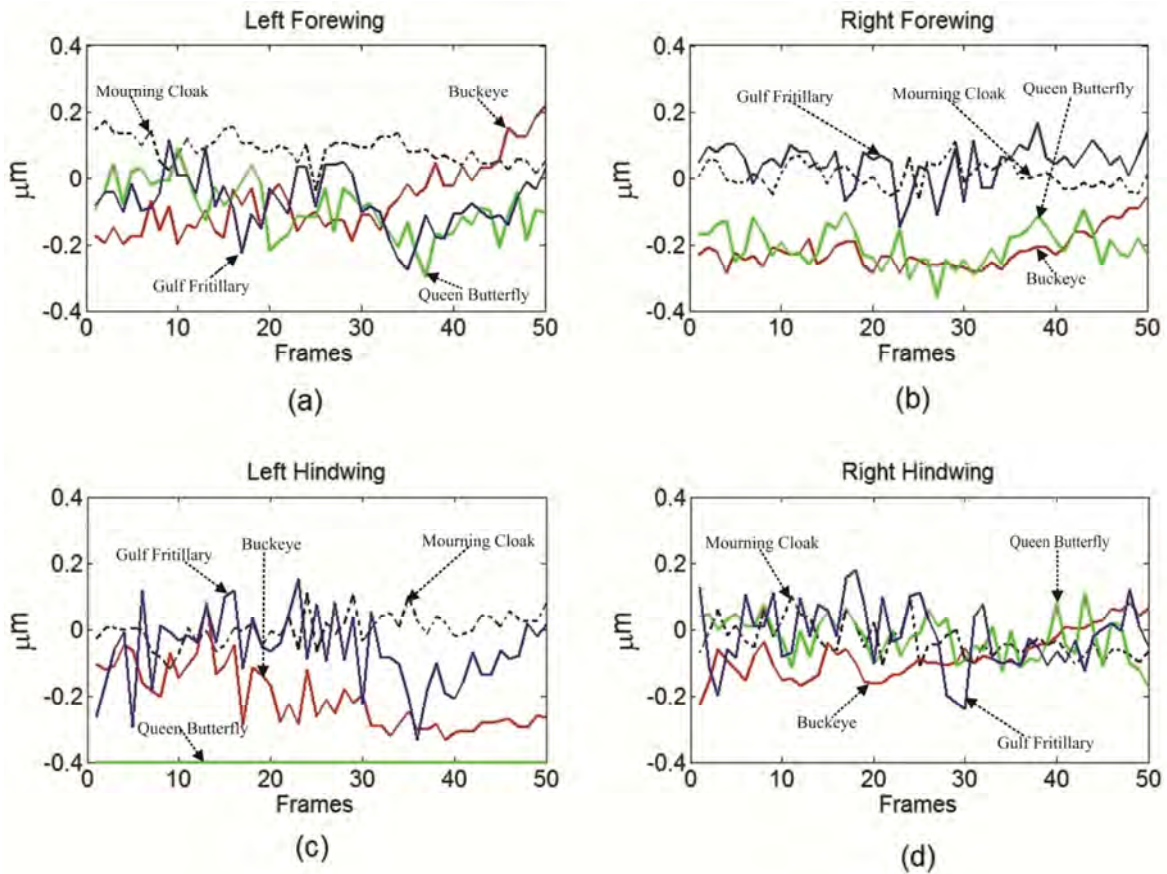 Left Forewing
0.4
0.2
0
-0.2
-0.4
μm
Mourning Cloak
Buckeye
Gulf Fritillary
Queen Butterfly
0 10 20 30 40 50
Frames
(a)
Right Forewing
0.4
0.2
0
-0.2
-0.4
μm
Gulf Fritillary
Mourning Cloak
Queen Butterfly
Buckeye
0 10 20 30 40 50
Frames
(b)
Left Hindwing
0.4
0.2
0
-0.2
-0.4
μm
Gulf Fritillary
Buckeye
Mourning Cloak
Queen Butterfly
0 10 20 30 40 50
Frames
(c)
Right Hindwing
0.4
0.2
0
-0.2
-0.4
μm
Mourning Cloak
Queen Butterfly
Buckeye
Gulf Fritillary
0 10 20 30 40 50
Frames
(d)